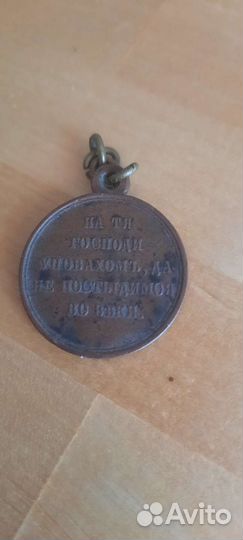 НА ТЯ
ГОСПОДИ
УПОВАХОМЪ, ДА
НЕ ПОСТЫДИМСЯ
ВО ВѢКИ.
Avito